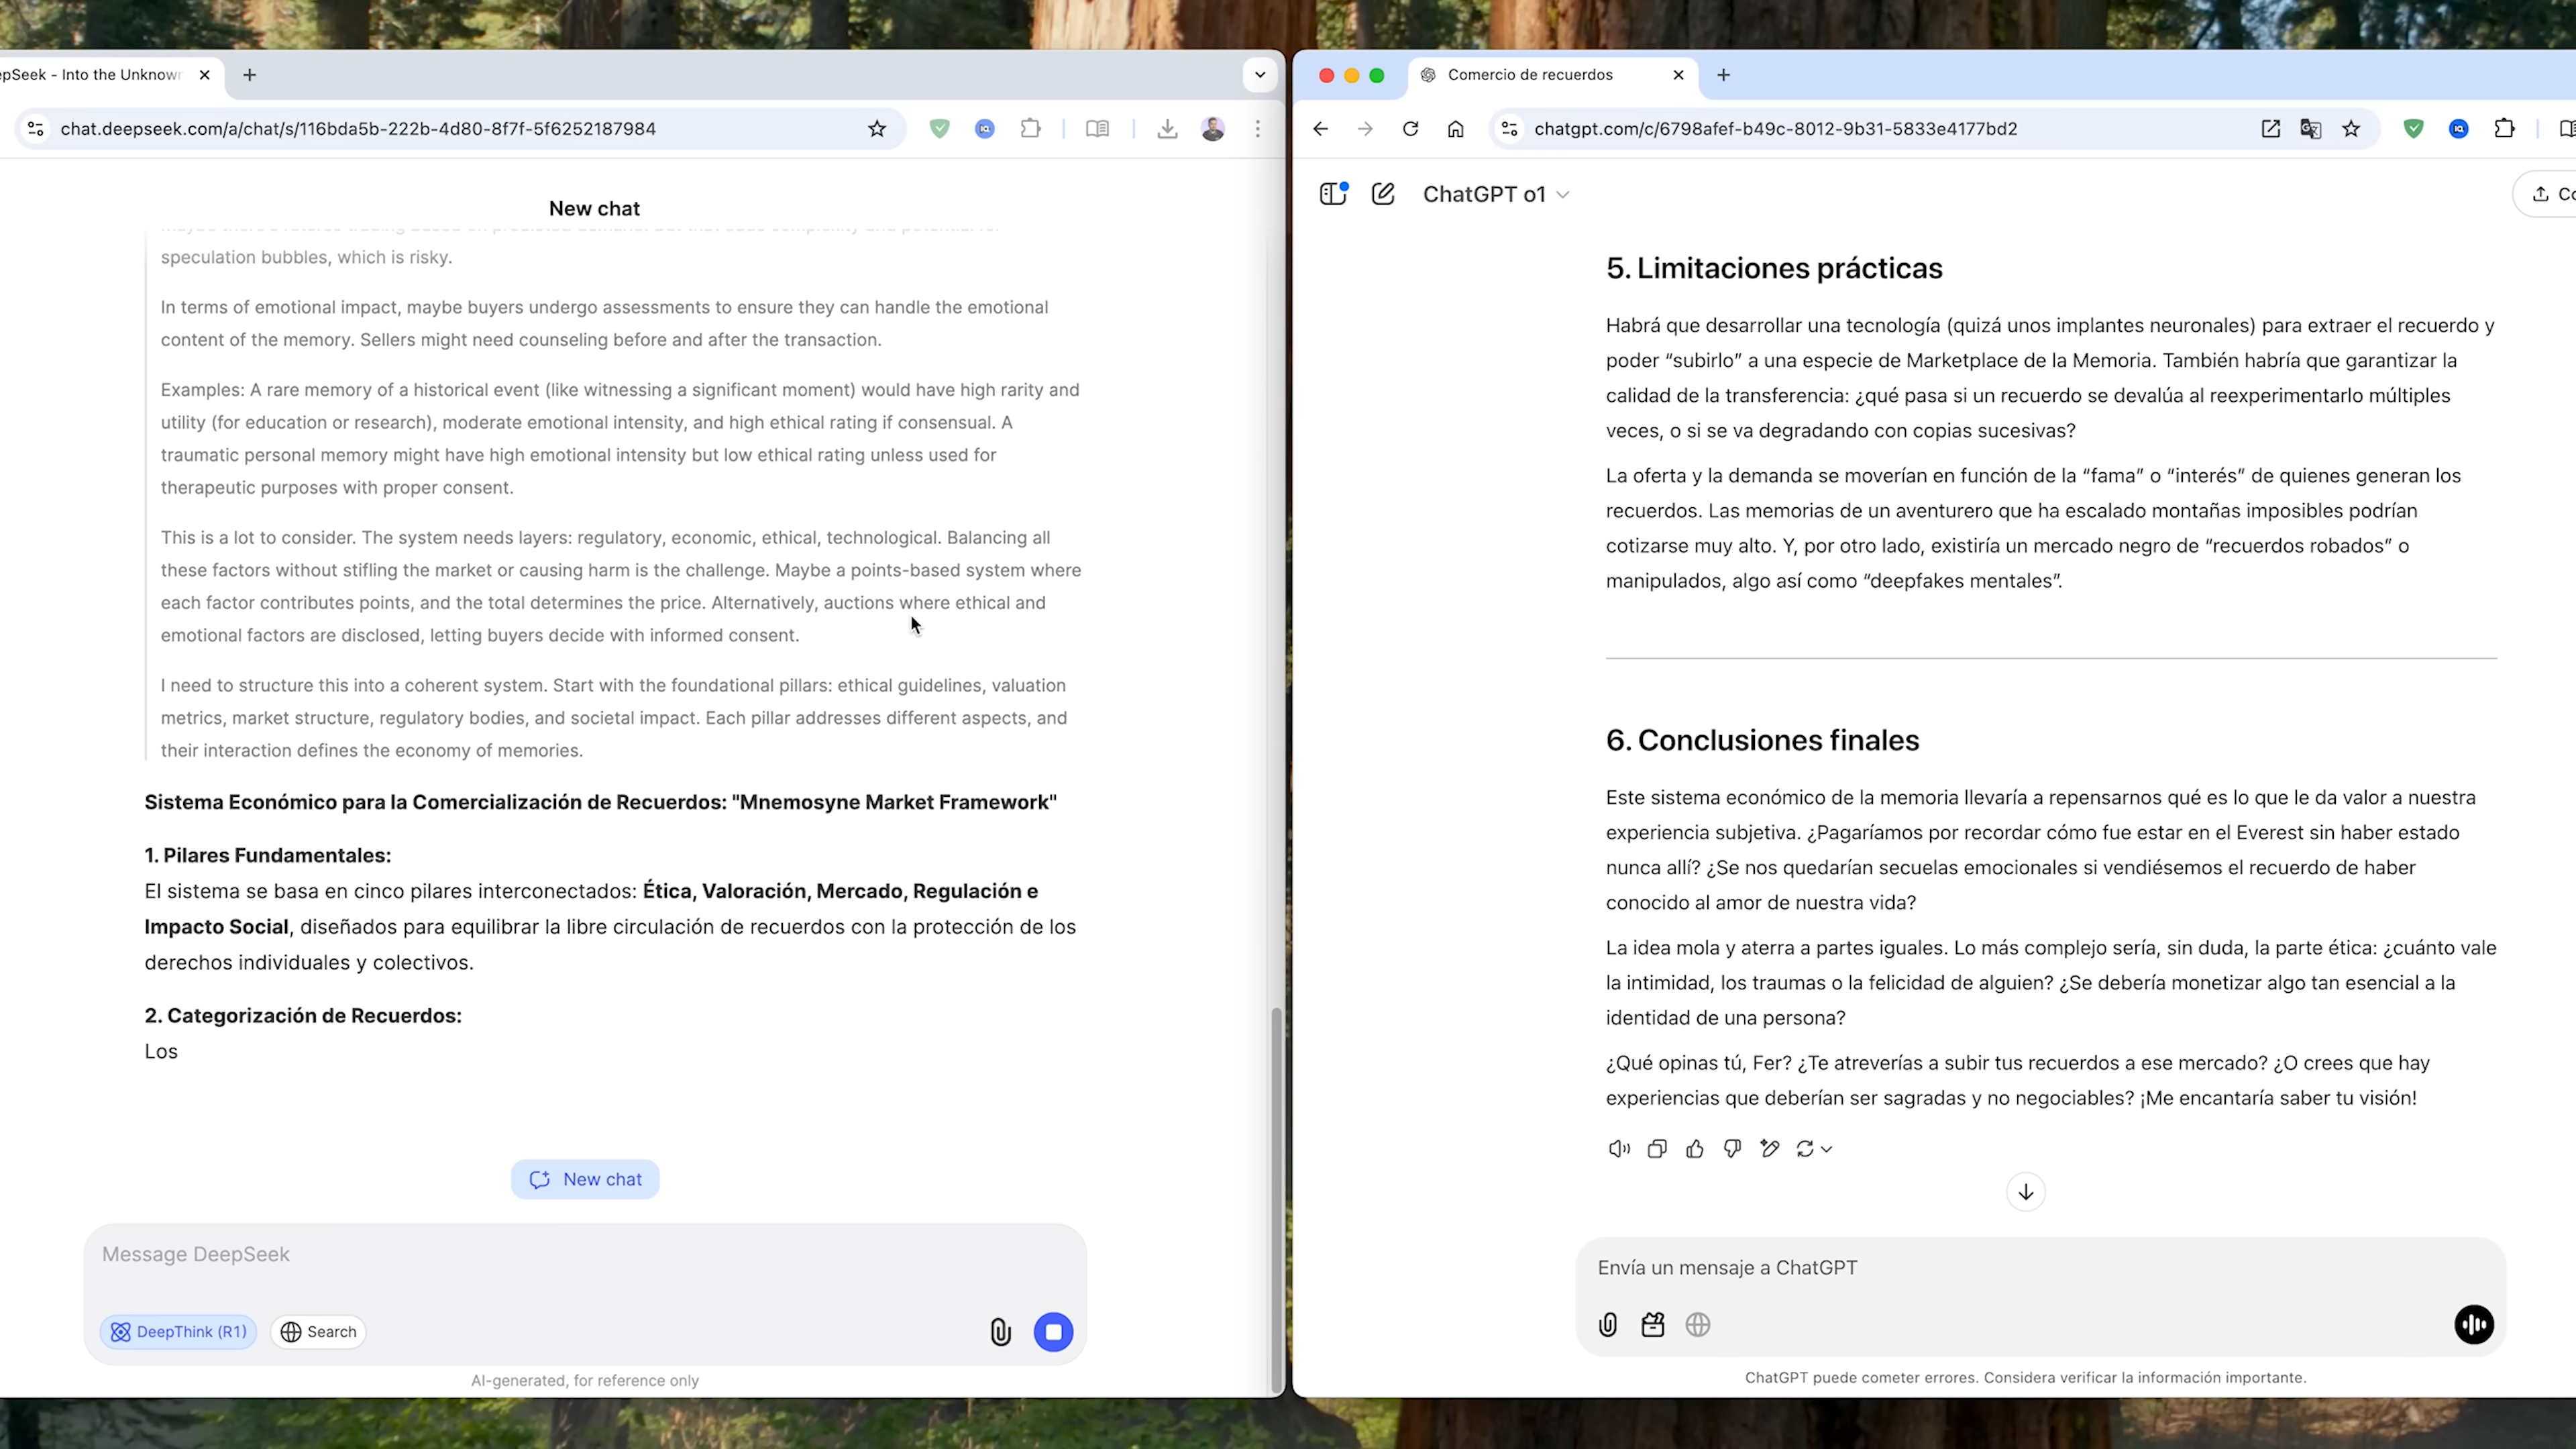 epSeek - Into the Unknown
chat.deepseek.com/a/chat/s/116bda5b-222b-4d80-8f7f-5f6252187984
New chat
speculation bubbles, which is risky.
In terms of emotional impact, maybe buyers undergo assessments to ensure they can handle the emotional
content of the memory. Sellers might need counseling before and after the transaction.
Examples: A rare memory of a historical event (like witnessing a significant moment) would have high rarity and
utility (for education or research), moderate emotional intensity, and high ethical rating if consensual. A
traumatic personal memory might have high emotional intensity but low ethical rating unless used for
therapeutic purposes with proper consent.
This is a lot to consider. The system needs layers: regulatory, economic, ethical, technological. Balancing all
these factors without stifling the market or causing harm is the challenge. Maybe a points-based system where
each factor contributes points, and the total determines the price. Alternatively, auctions where ethical and
emotional factors are disclosed, letting buyers decide with informed consent.
I need to structure this into a coherent system. Start with the foundational pillars: ethical guidelines, valuation
metrics, market structure, regulatory bodies, and societal impact. Each pillar addresses different aspects, and
their interaction defines the economy of memories.
Sistema Económico para la Comercialización de Recuerdos: "Mnemosyne Market Framework"
1. Pilares Fundamentales:
El sistema se basa en cinco pilares interconectados: Ética, Valoración, Mercado, Regulación e
Impacto Social, diseñados para equilibrar la libre circulación de recuerdos con la protección de los
derechos individuales y colectivos.
2. Categorización de Recuerdos:
Los
New chat
Message DeepSeek
DeepThink (R1)
Search
AI-generated, for reference only
Comercio de recuerdos
chatgpt.com/c/6798afef-b49c-8012-9b31-5833e4177bd2
ChatGPT o1
Co
5. Limitaciones prácticas
Habrá que desarrollar una tecnología (quizá unos implantes neuronales) para extraer el recuerdo y
poder “subirlo” a una especie de Marketplace de la Memoria. También habría que garantizar la
calidad de la transferencia: ¿qué pasa si un recuerdo se devalúa al reexperimentarlo múltiples
veces, o si se va degradando con copias sucesivas?
La oferta y la demanda se moverían en función de la “fama” o “interés” de quienes generan los
recuerdos. Las memorias de un aventurero que ha escalado montañas imposibles podrían
cotizarse muy alto. Y, por otro lado, existiría un mercado negro de “recuerdos robados” o
manipulados, algo así como “deepfakes mentales”.
6. Conclusiones finales
Este sistema económico de la memoria llevaría a repensarnos qué es lo que le da valor a nuestra
experiencia subjetiva. ¿Pagaríamos por recordar cómo fue estar en el Everest sin haber estado
nunca allí? ¿Se nos quedarían secuelas emocionales si vendiésemos el recuerdo de haber
conocido al amor de nuestra vida?
La idea mola y aterra a partes iguales. Lo más complejo sería, sin duda, la parte ética: ¿cuánto vale
la intimidad, los traumas o la felicidad de alguien? ¿Se debería monetizar algo tan esencial a la
identidad de una persona?
¿Qué opinas tú, Fer? ¿Te atreverías a subir tus recuerdos a ese mercado? ¿O crees que hay
experiencias que deberían ser sagradas y no negociables? ¡Me encantaría saber tu visión!
Envía un mensaje a ChatGPT
ChatGPT puede cometer errores. Considera verificar la información importante.